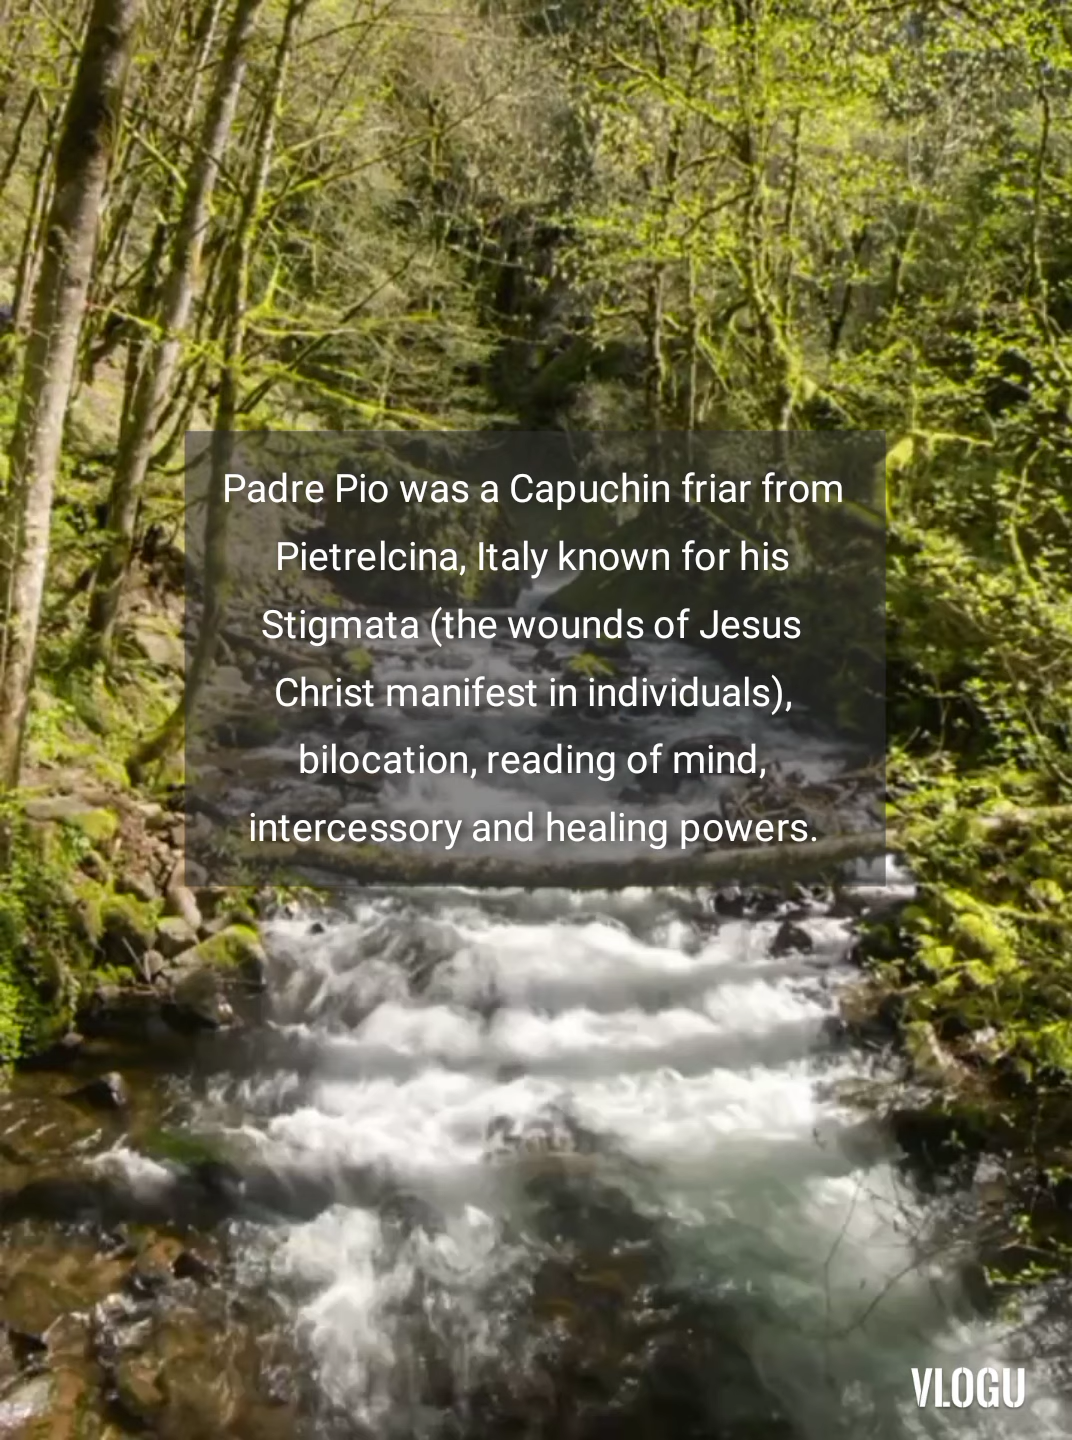 Padre Pio was a Capuchin friar from
Pietrelcina, Italy known for his
Stigmata (the wounds of Jesus
Christ manifest in individuals),
bilocation, reading of mind,
intercessory and healing powers.
VLOGU